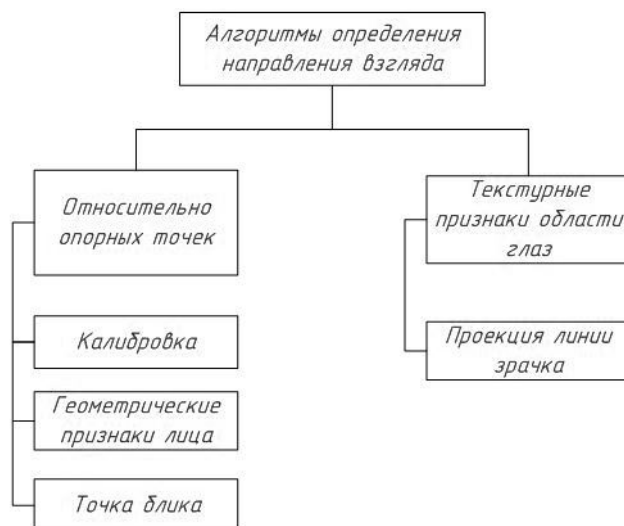 Алгоритмы определения
направления взгляда
Относительно
опорных точек
Калибровка
Геометрические
признаки лица
Точка блика
Текстурные
признаки области
глаз
Проекция линии
зрачка